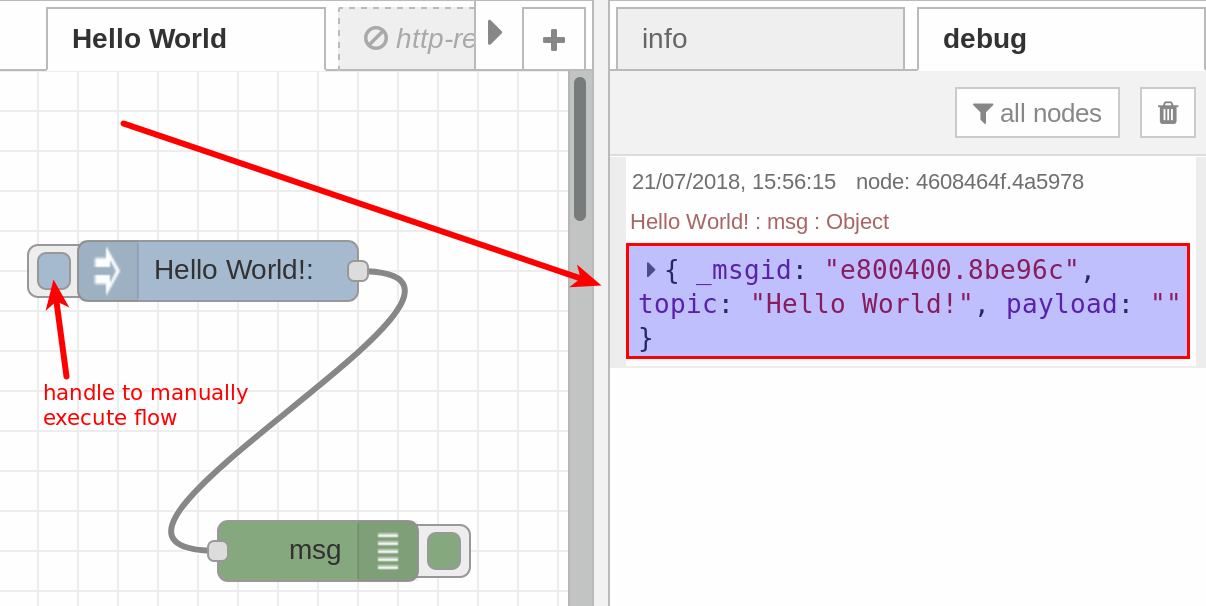 Hello World
http-re
info
debug
all nodes
21/07/2018, 15:56:15 node: 4608464f.4a5978
Hello World! : msg : Object
{ _msgid: "e800400.8be96c",
topic: "Hello World!", payload: ""
}
Hello World!:
handle to manually
execute flow
msg